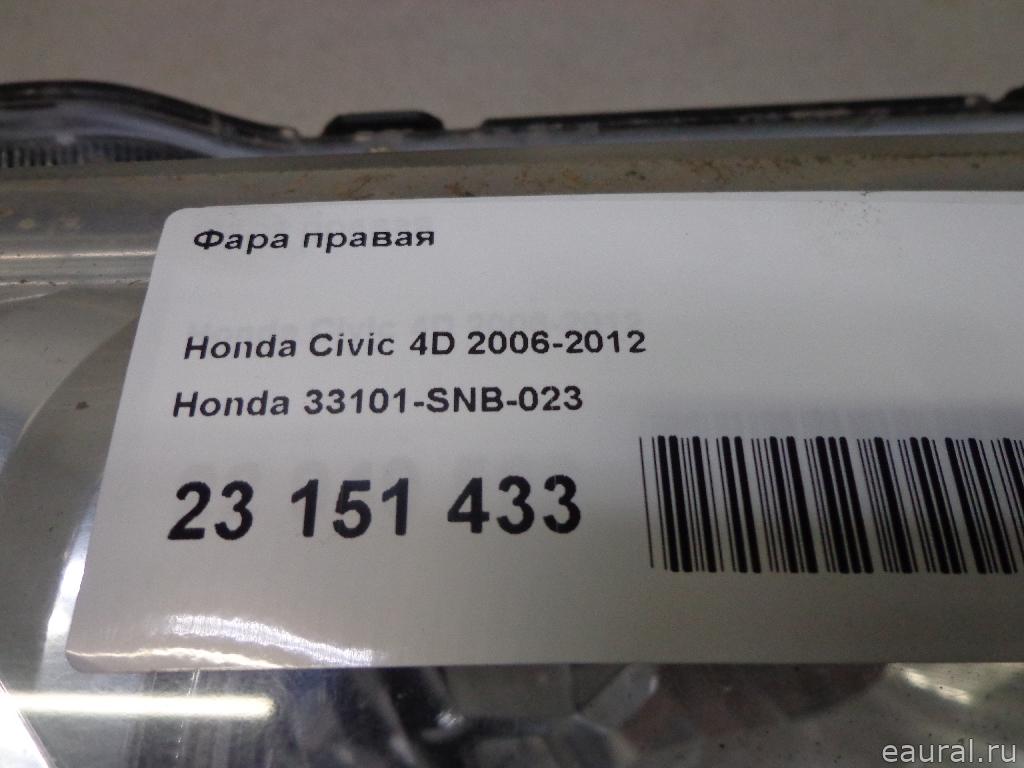 Фара правая
Honda Civic 4D 2006-2012
Honda 33101-SNB-023
23 151 433
eaural.ru